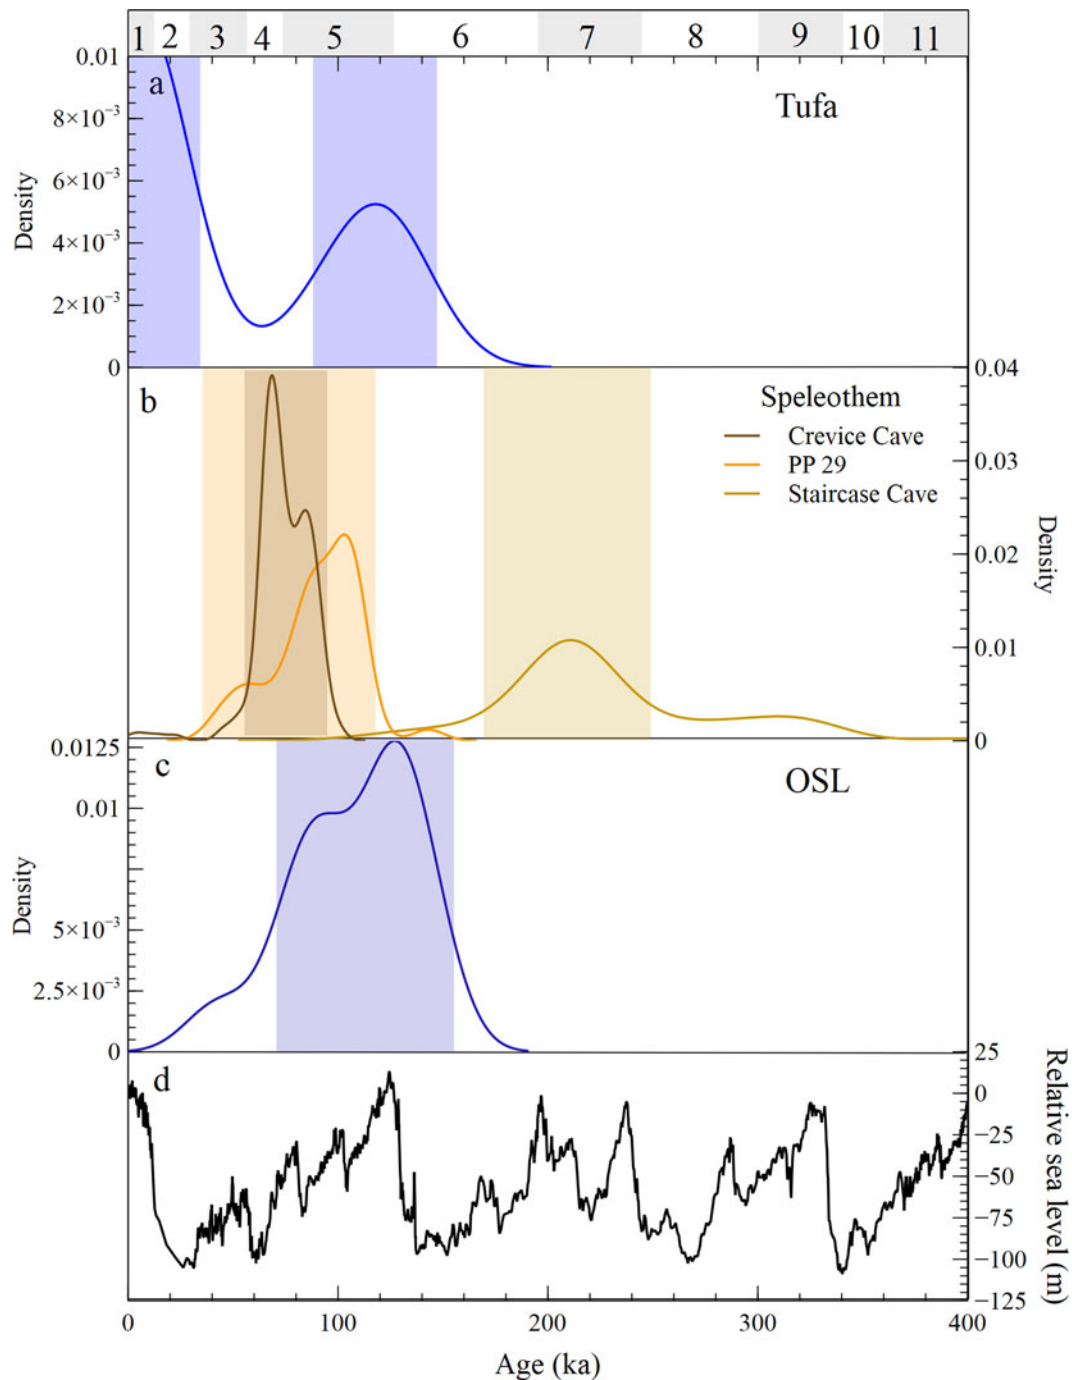 1 2 3 4 5 6 7 8 9 10 11
0.01
a
Tufa
8×10⁻³
6×10⁻³
Density
4×10⁻³
2×10⁻³
0
0.04
b
Speleothem
Crevice Cave
PP 29
0.03
Staircase Cave
Density
0.02
0.01
0
0.0125
c
OSL
0.01
Density
5×10⁻³
2.5×10⁻³
0
25
d
0
−25
−50
−75
−100
−125
Relative sea level (m)
0 100 200 300 400
Age (ka)